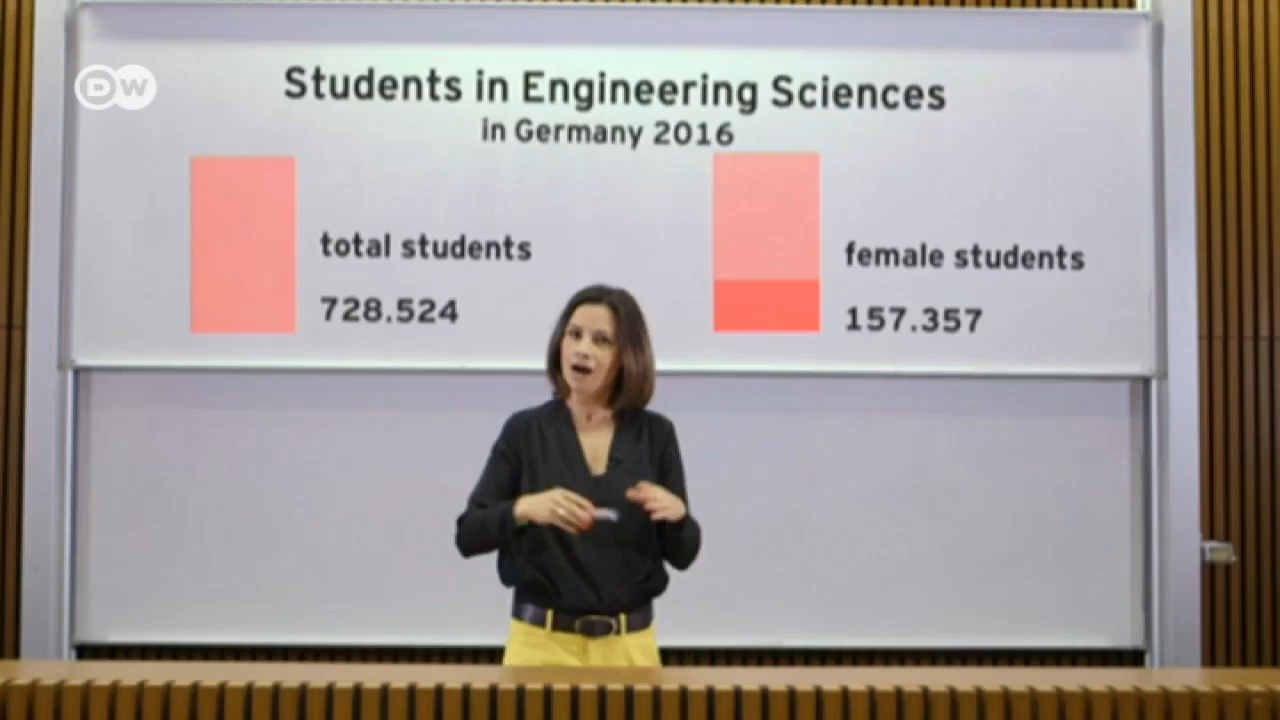 DW
Students in Engineering Sciences
in Germany 2016
total students
728.524
female students
157.357